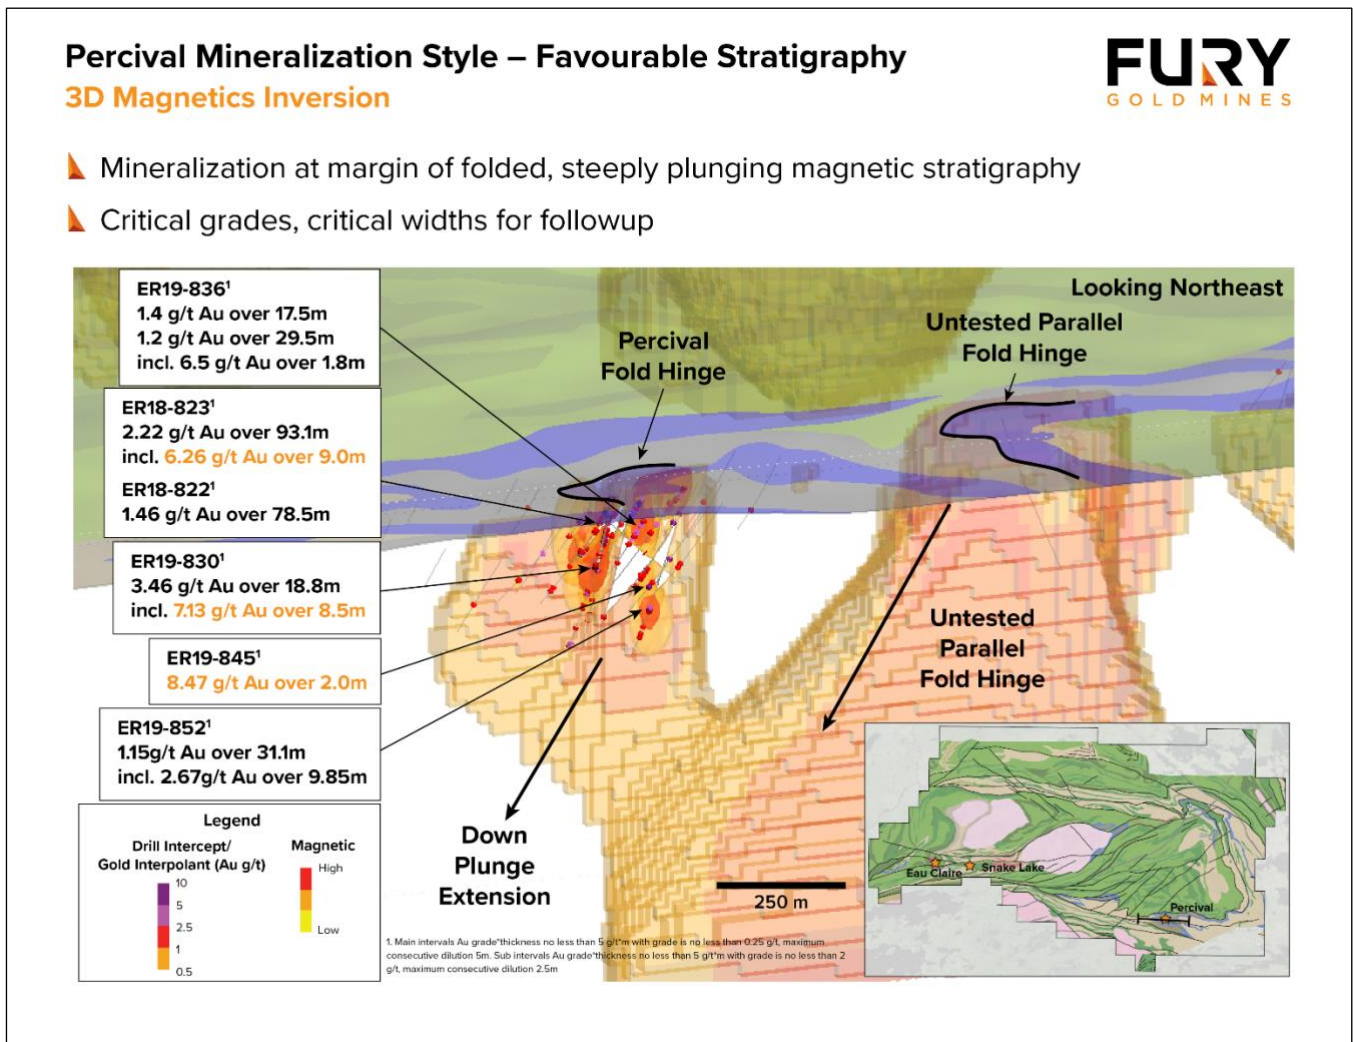 Percival Mineralization Style – Favourable Stratigraphy
3D Magnetics Inversion
FURY
GOLD MINES
Mineralization at margin of folded, steeply plunging magnetic stratigraphy
Critical grades, critical widths for followup
ER19-836¹
1.4 g/t Au over 17.5m
1.2 g/t Au over 29.5m
incl. 6.5 g/t Au over 1.8m
ER18-823¹
2.22 g/t Au over 93.1m
incl. 6.26 g/t Au over 9.0m
ER18-822¹
1.46 g/t Au over 78.5m
ER19-830¹
3.46 g/t Au over 18.8m
incl. 7.13 g/t Au over 8.5m
ER19-845¹
8.47 g/t Au over 2.0m
ER19-852¹
1.15g/t Au over 31.1m
incl. 2.67g/t Au over 9.85m
Looking Northeast
Percival
Fold Hinge
Untested Parallel
Fold Hinge
Untested
Parallel
Fold Hinge
Down
Plunge
Extension
250 m
Legend
Drill Intercept/
Gold Interpolant (Au g/t)
10
5
2.5
1
0.5
Magnetic
High
Low
Eau Claire
Snake Lake
Percival
1. Main intervals Au grade*thickness no less than 5 g/t*m with grade is no less than 0.25 g/t, maximum
consecutive dilution 5m. Sub intervals Au grade*thickness no less than 5 g/t*m with grade is no less than 2
g/t, maximum consecutive dilution 2.5m